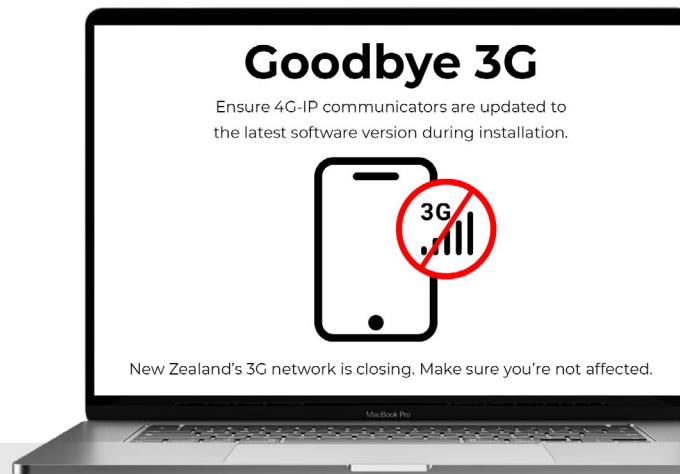 Goodbye 3G
Ensure 4G-IP communicators are updated to
the latest software version during installation.
3G
New Zealand's 3G network is closing. Make sure you're not affected.
MacBook Pro